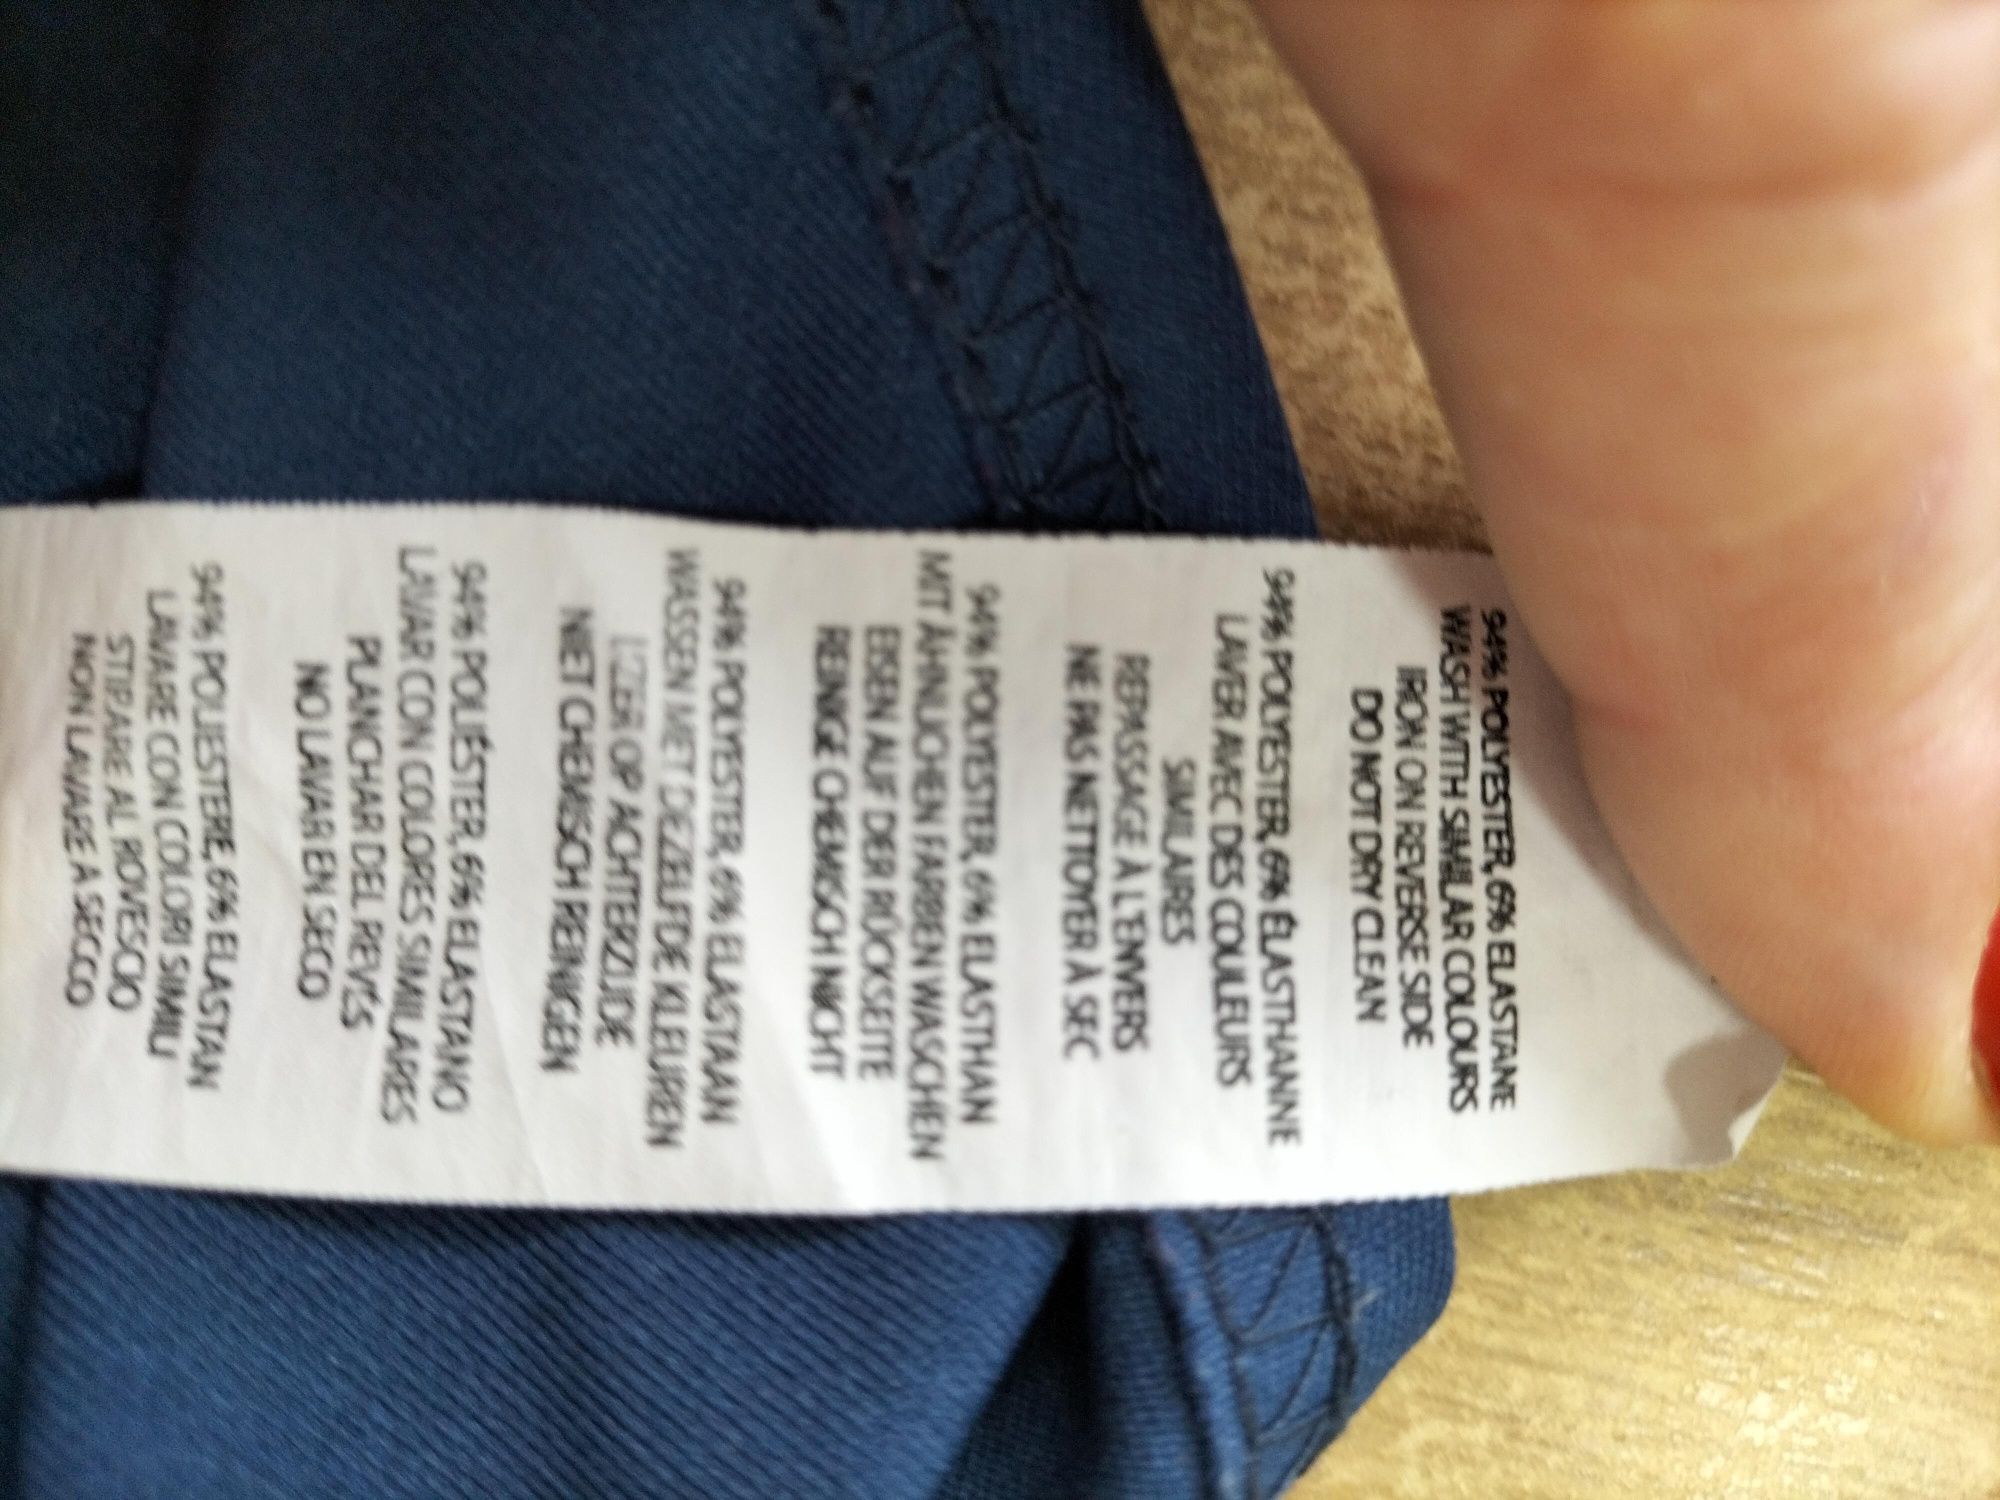 94% POLYESTER, 6% ELASTANE
WASH WITH SIMILAR COLOURS
IRON ON REVERSE SIDE
DO NOT DRY CLEAN
94% POLYESTER, 6% ÉLASTHANNE
LAVER AVEC DES COULEURS
SIMILAIRES
REPASSAGE À L'ENVERS
NE PAS NETTOYER À SEC
94% POLYESTER, 6% ELASTHAN
MIT ÄHNLICHEN FARBEN WASCHEN
EISEN AUF DER RÜCKSEITE
REINIGE CHEMISCH NICHT
94% POLYESTER, 6% ELASTAAN
WASSEN MET DEZELFDE KLEUREN
IJZER OP ACHTERZIJDE
NIET CHEMISCH REINIGEN
94% POLIÉSTER, 6% ELASTANO
LAVAR CON COLORES SIMILARES
PLANCHAR DEL REVÉS
NO LAVAR EN SECO
94% POLIESTERE, 6% ELASTAN
LAVARE CON COLORI SIMILI
STIPARE AL ROVESCIO
NON LAVARE A SECCO